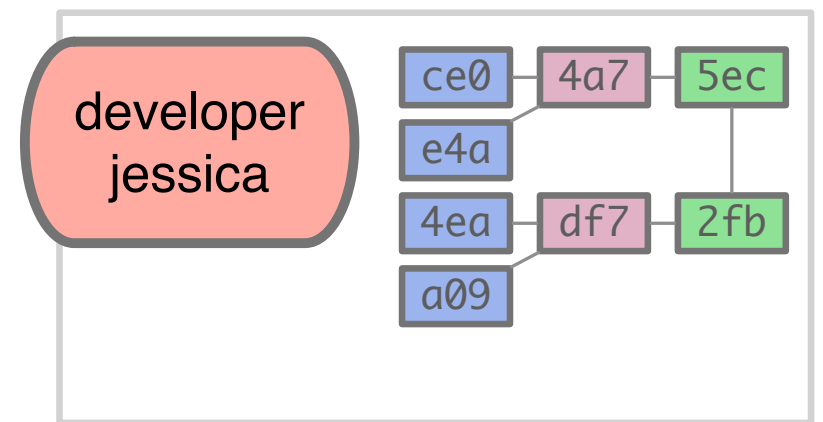 developer
jessica
ce0 4a7 5ec
e4a
4ea df7 2fb
a09